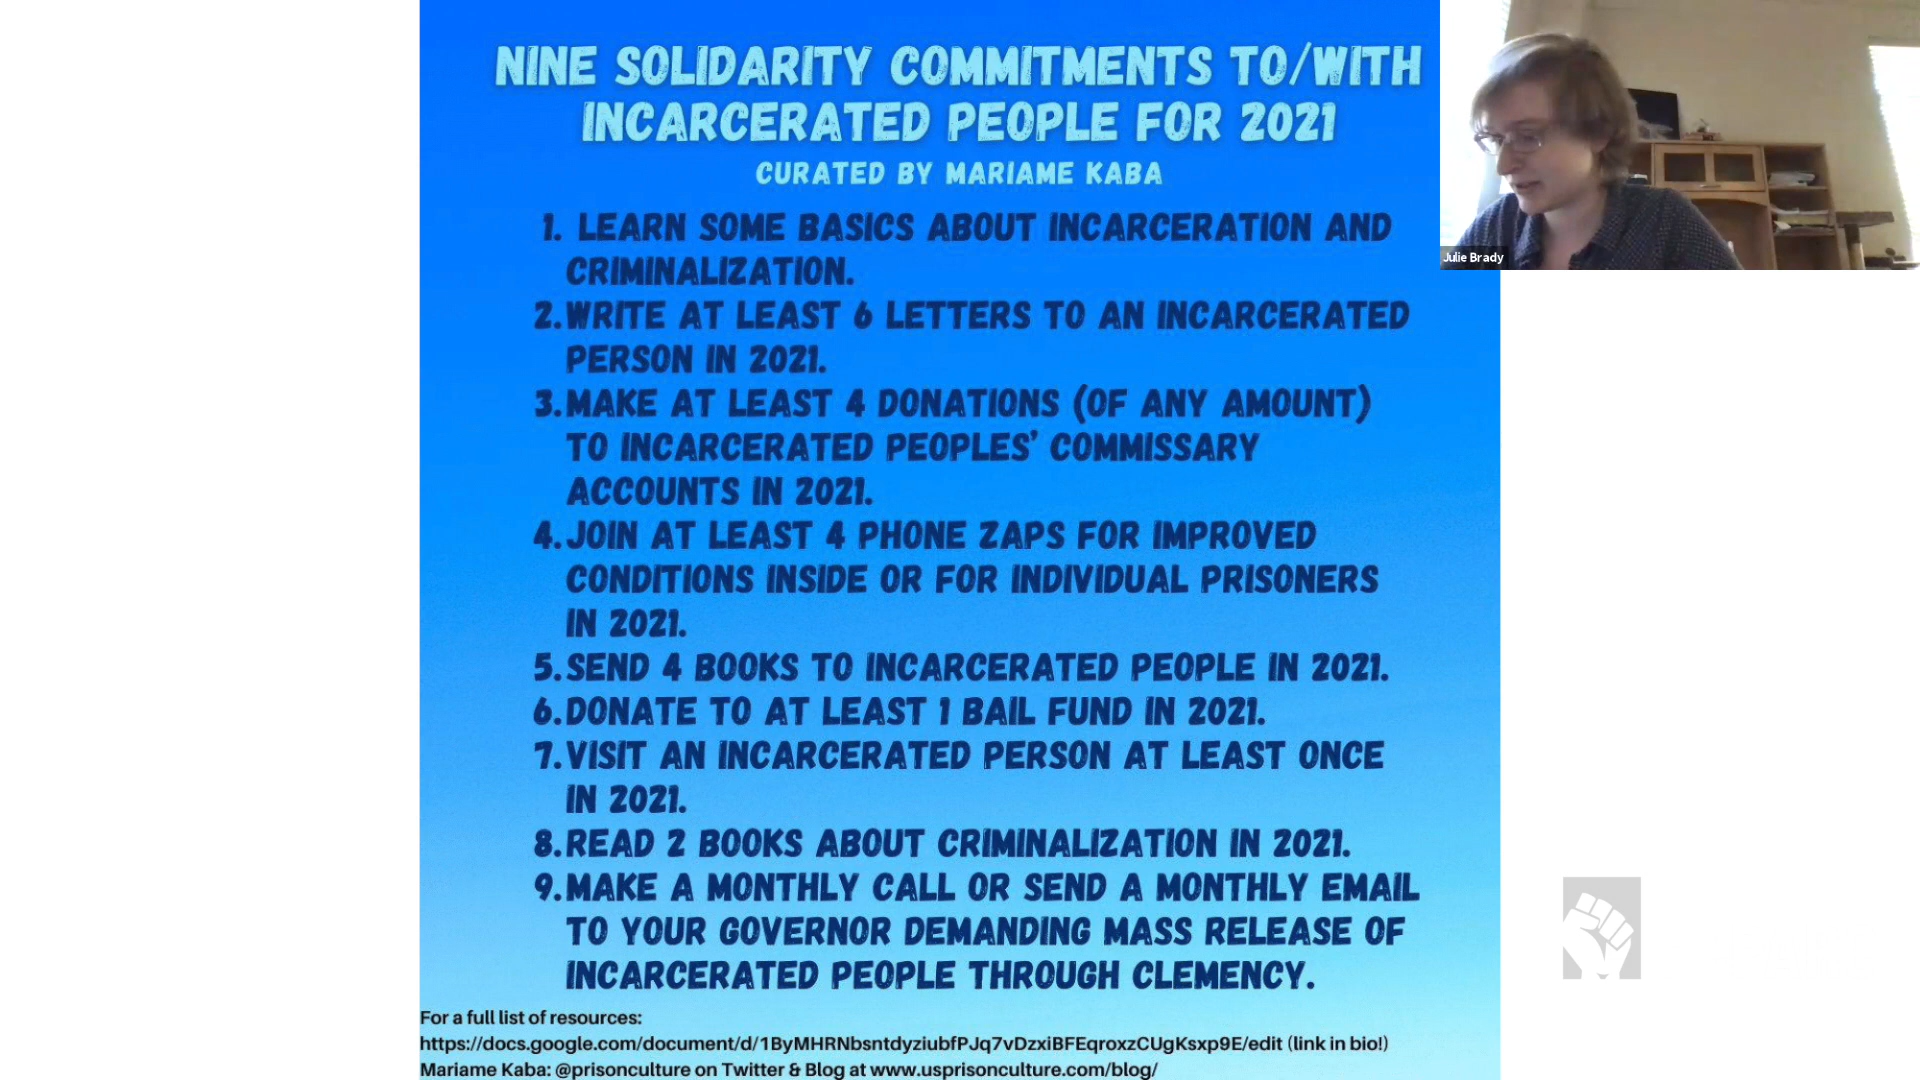 NINE SOLIDARITY COMMITMENTS TO/WITH
INCARCERATED PEOPLE FOR 2021
CURATED BY MARIAME KABA
1. LEARN SOME BASICS ABOUT INCARCERATION AND
CRIMINALIZATION.
2. WRITE AT LEAST 6 LETTERS TO AN INCARCERATED
PERSON IN 2021.
3. MAKE AT LEAST 4 DONATIONS (OF ANY AMOUNT)
TO INCARCERATED PEOPLES' COMMISSARY
ACCOUNTS IN 2021.
4. JOIN AT LEAST 4 PHONE ZAPS FOR IMPROVED
CONDITIONS INSIDE OR FOR INDIVIDUAL PRISONERS
IN 2021.
5. SEND 4 BOOKS TO INCARCERATED PEOPLE IN 2021.
6. DONATE TO AT LEAST 1 BAIL FUND IN 2021.
7. VISIT AN INCARCERATED PERSON AT LEAST ONCE
IN 2021.
8. READ 2 BOOKS ABOUT CRIMINALIZATION IN 2021.
9. MAKE A MONTHLY CALL OR SEND A MONTHLY EMAIL
TO YOUR GOVERNOR DEMANDING MASS RELEASE OF
INCARCERATED PEOPLE THROUGH CLEMENCY.
For a full list of resources:
https://docs.google.com/document/d/1ByMHRNbsntdyziubfPJq7vDzxiBFEqroxzCUgKsxp9E/edit (link in bio!)
Mariame Kaba: @prisonculture on Twitter & Blog at www.usprisonculture.com/blog/
Julie Brady